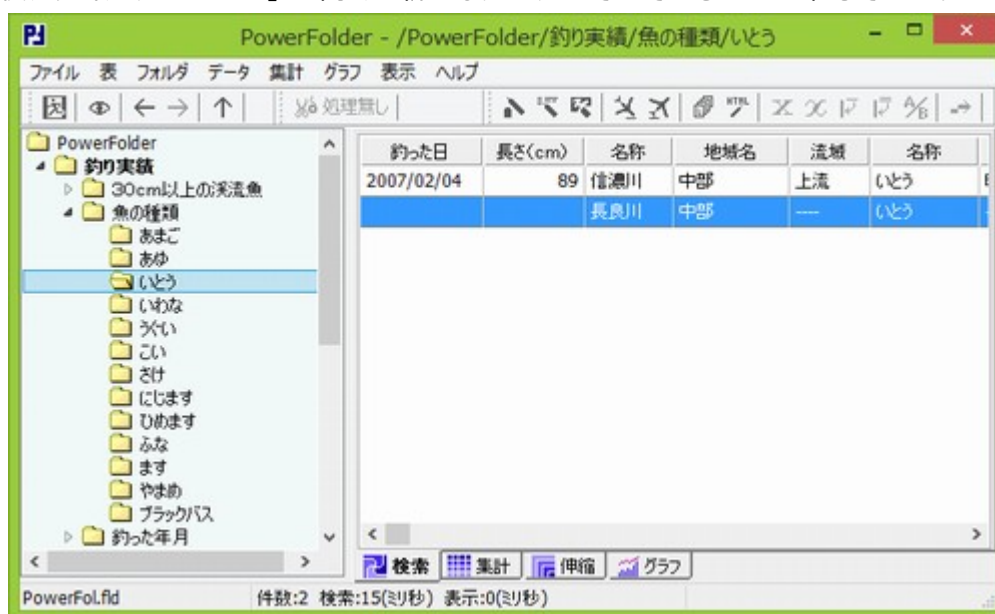 PowerFolder - /PowerFolder/釣り実績/魚の種類/いとう
ファイル 表 フォルダ データ 集計 グラフ 表示 ヘルプ
処理無し
PowerFolder
釣り実績
30cm以上の渓流魚
魚の種類
あまご
あゆ
いとう
いわな
うぐい
こい
さけ
にじます
ひめます
ふな
ます
やまめ
ブラックバス
釣った年月
釣った日 長さ(cm) 名称 地域名 流域 名称
2007/02/04 89 信濃川 中部 上流 いとう
長良川 中部 ---- いとう
検索 集計 伸縮 グラフ
PowerFol.fld 件数:2 検索:15(ミリ秒) 表示:0(ミリ秒)